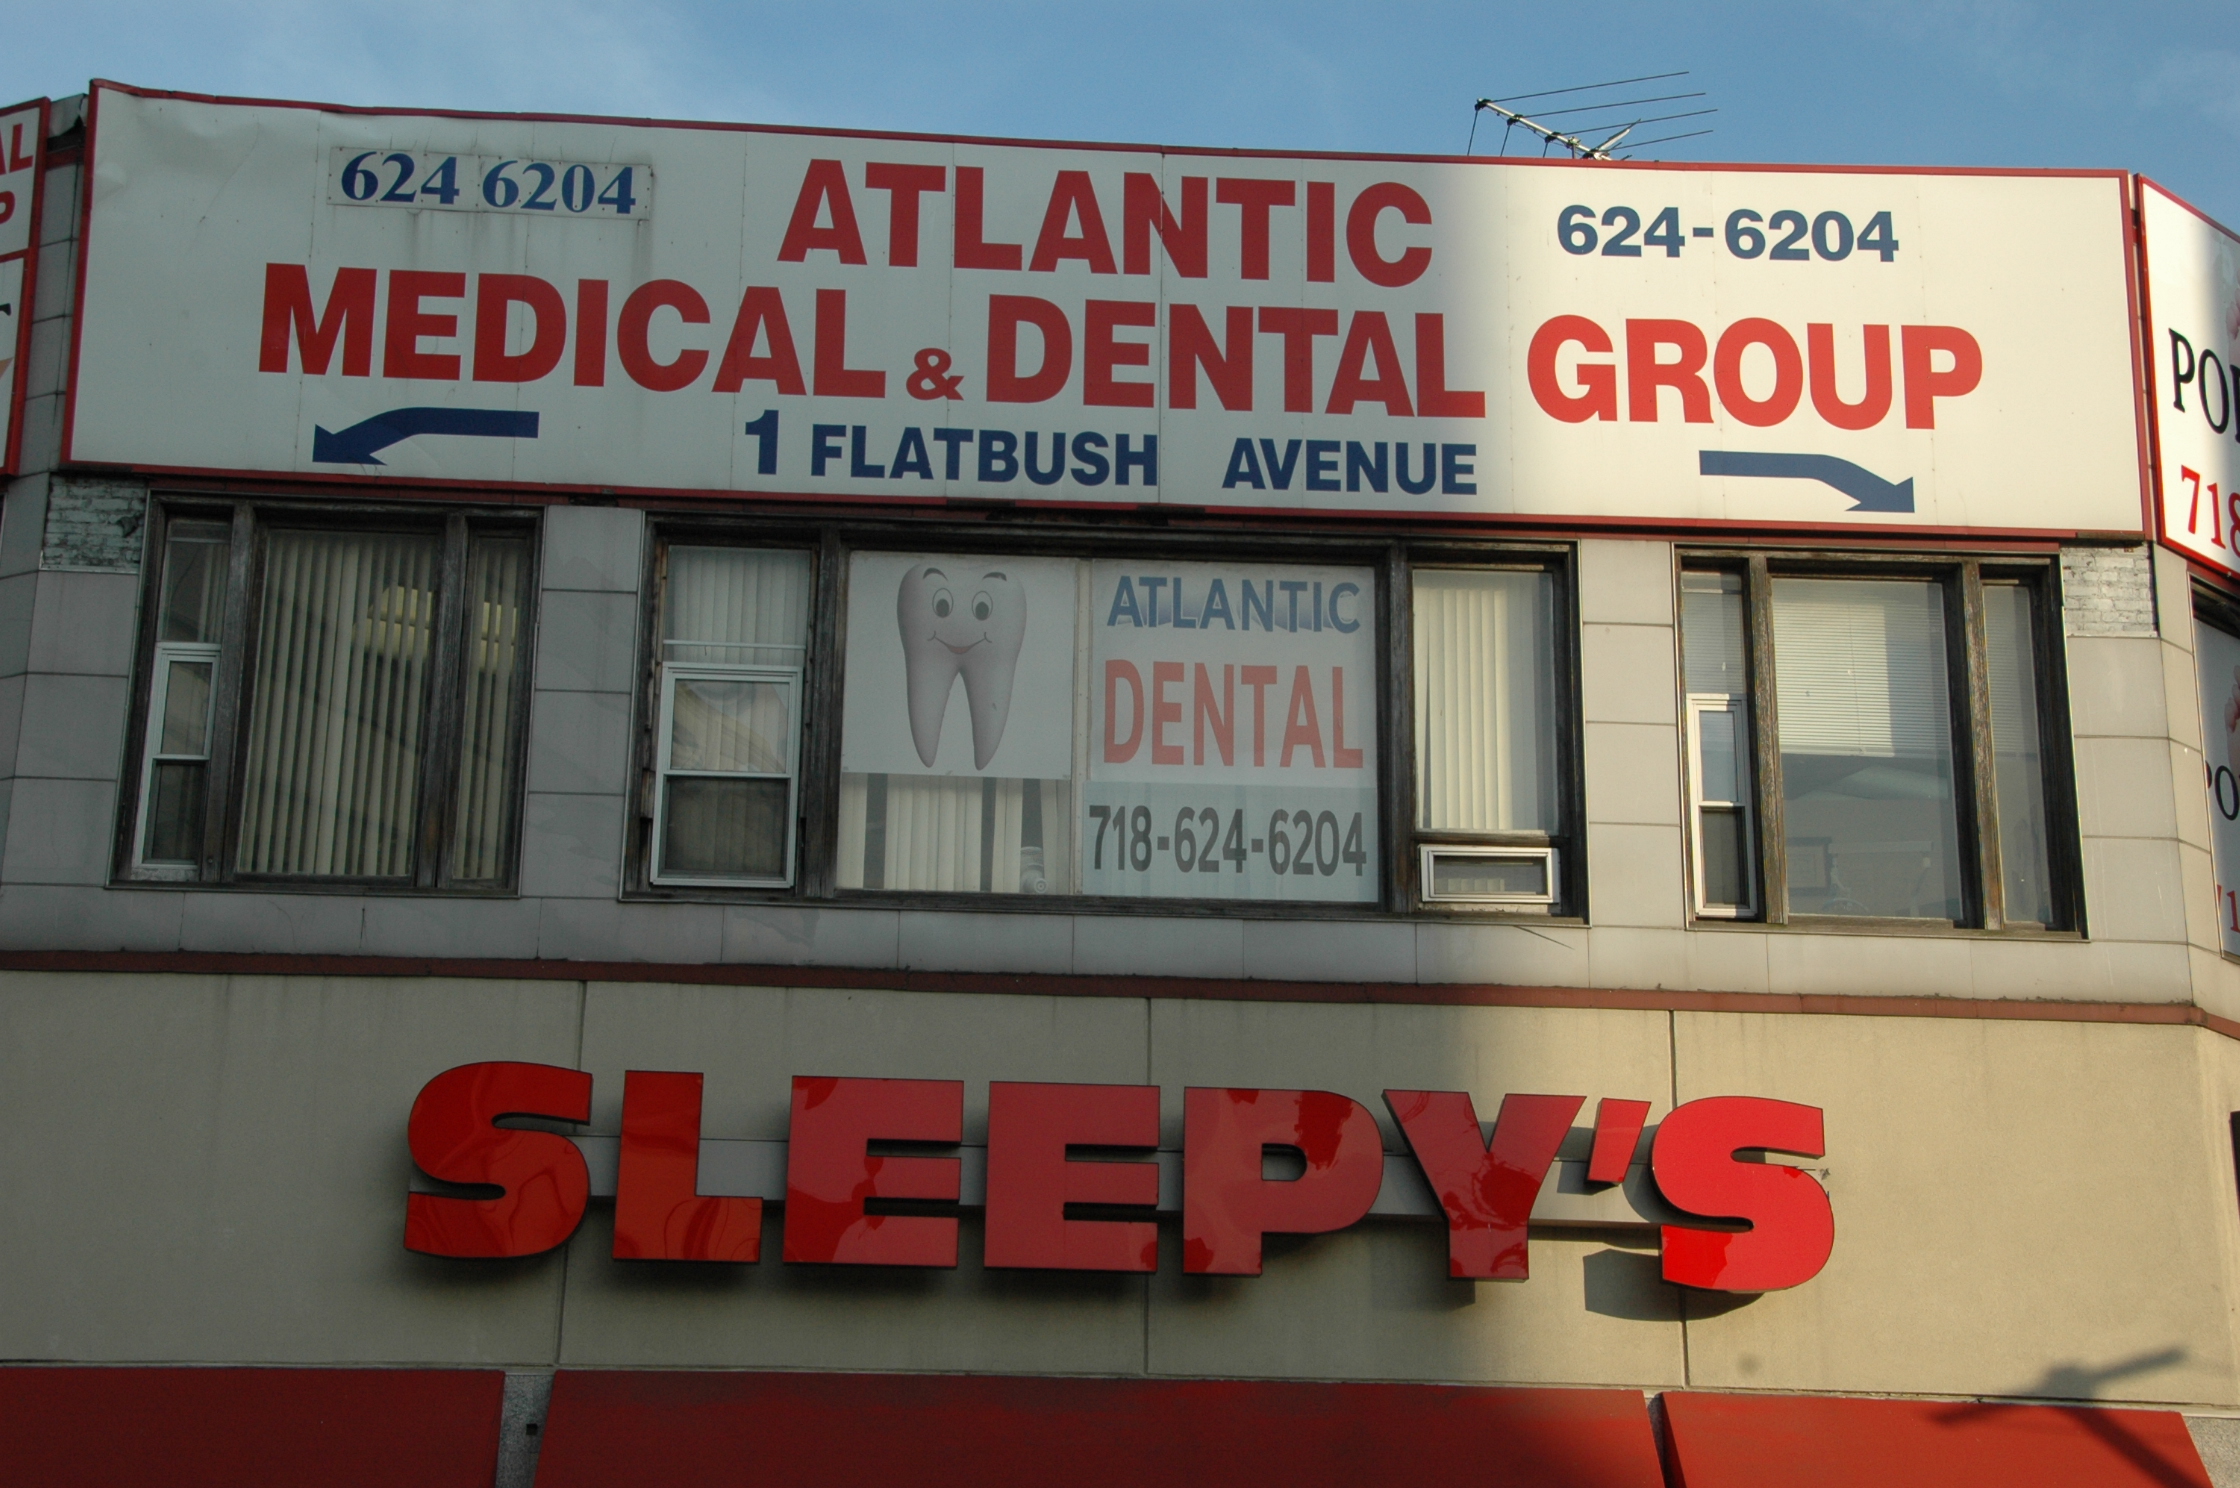 624 6204
ATLANTIC
624-6204
MEDICAL & DENTAL GROUP
1 FLATBUSH AVENUE
ATLANTIC
DENTAL
718-624-6204
SLEEPY'S